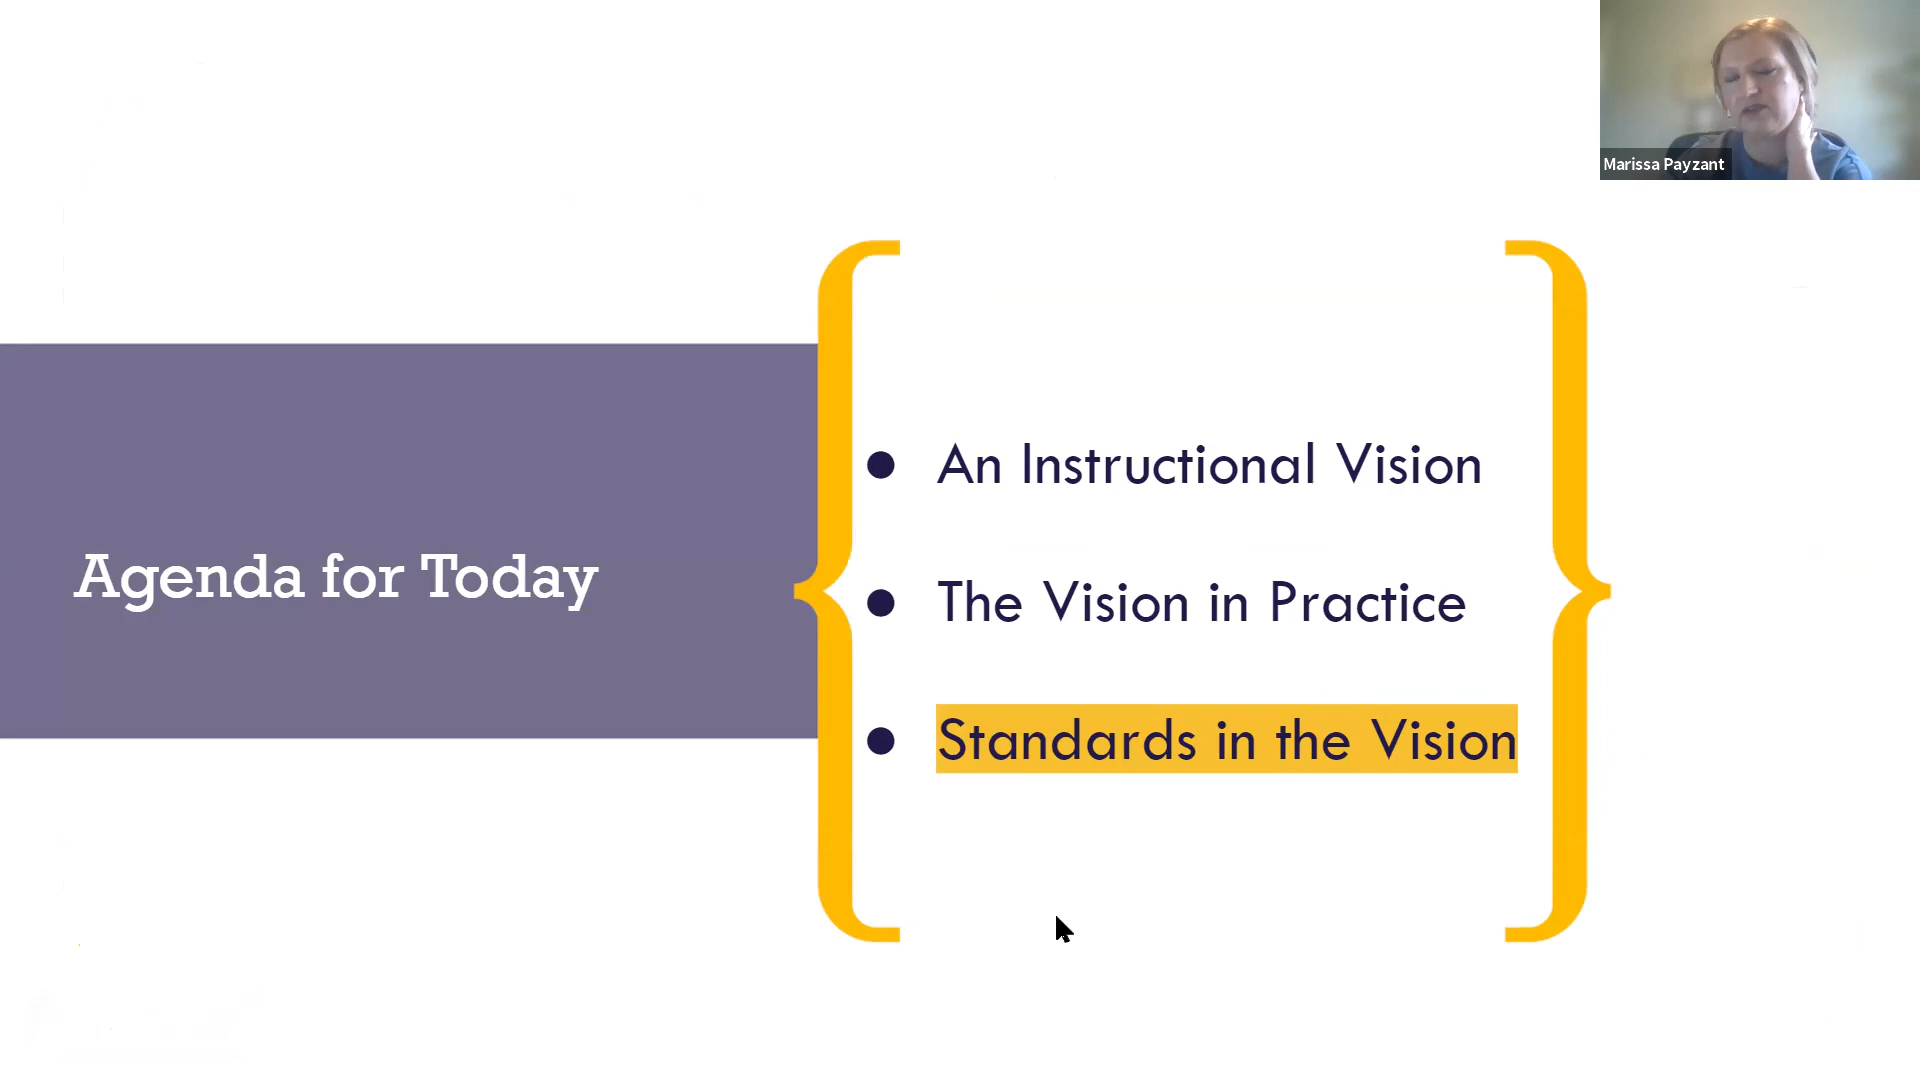 Marissa Payzant
Agenda for Today
An Instructional Vision
The Vision in Practice
Standards in the Vision